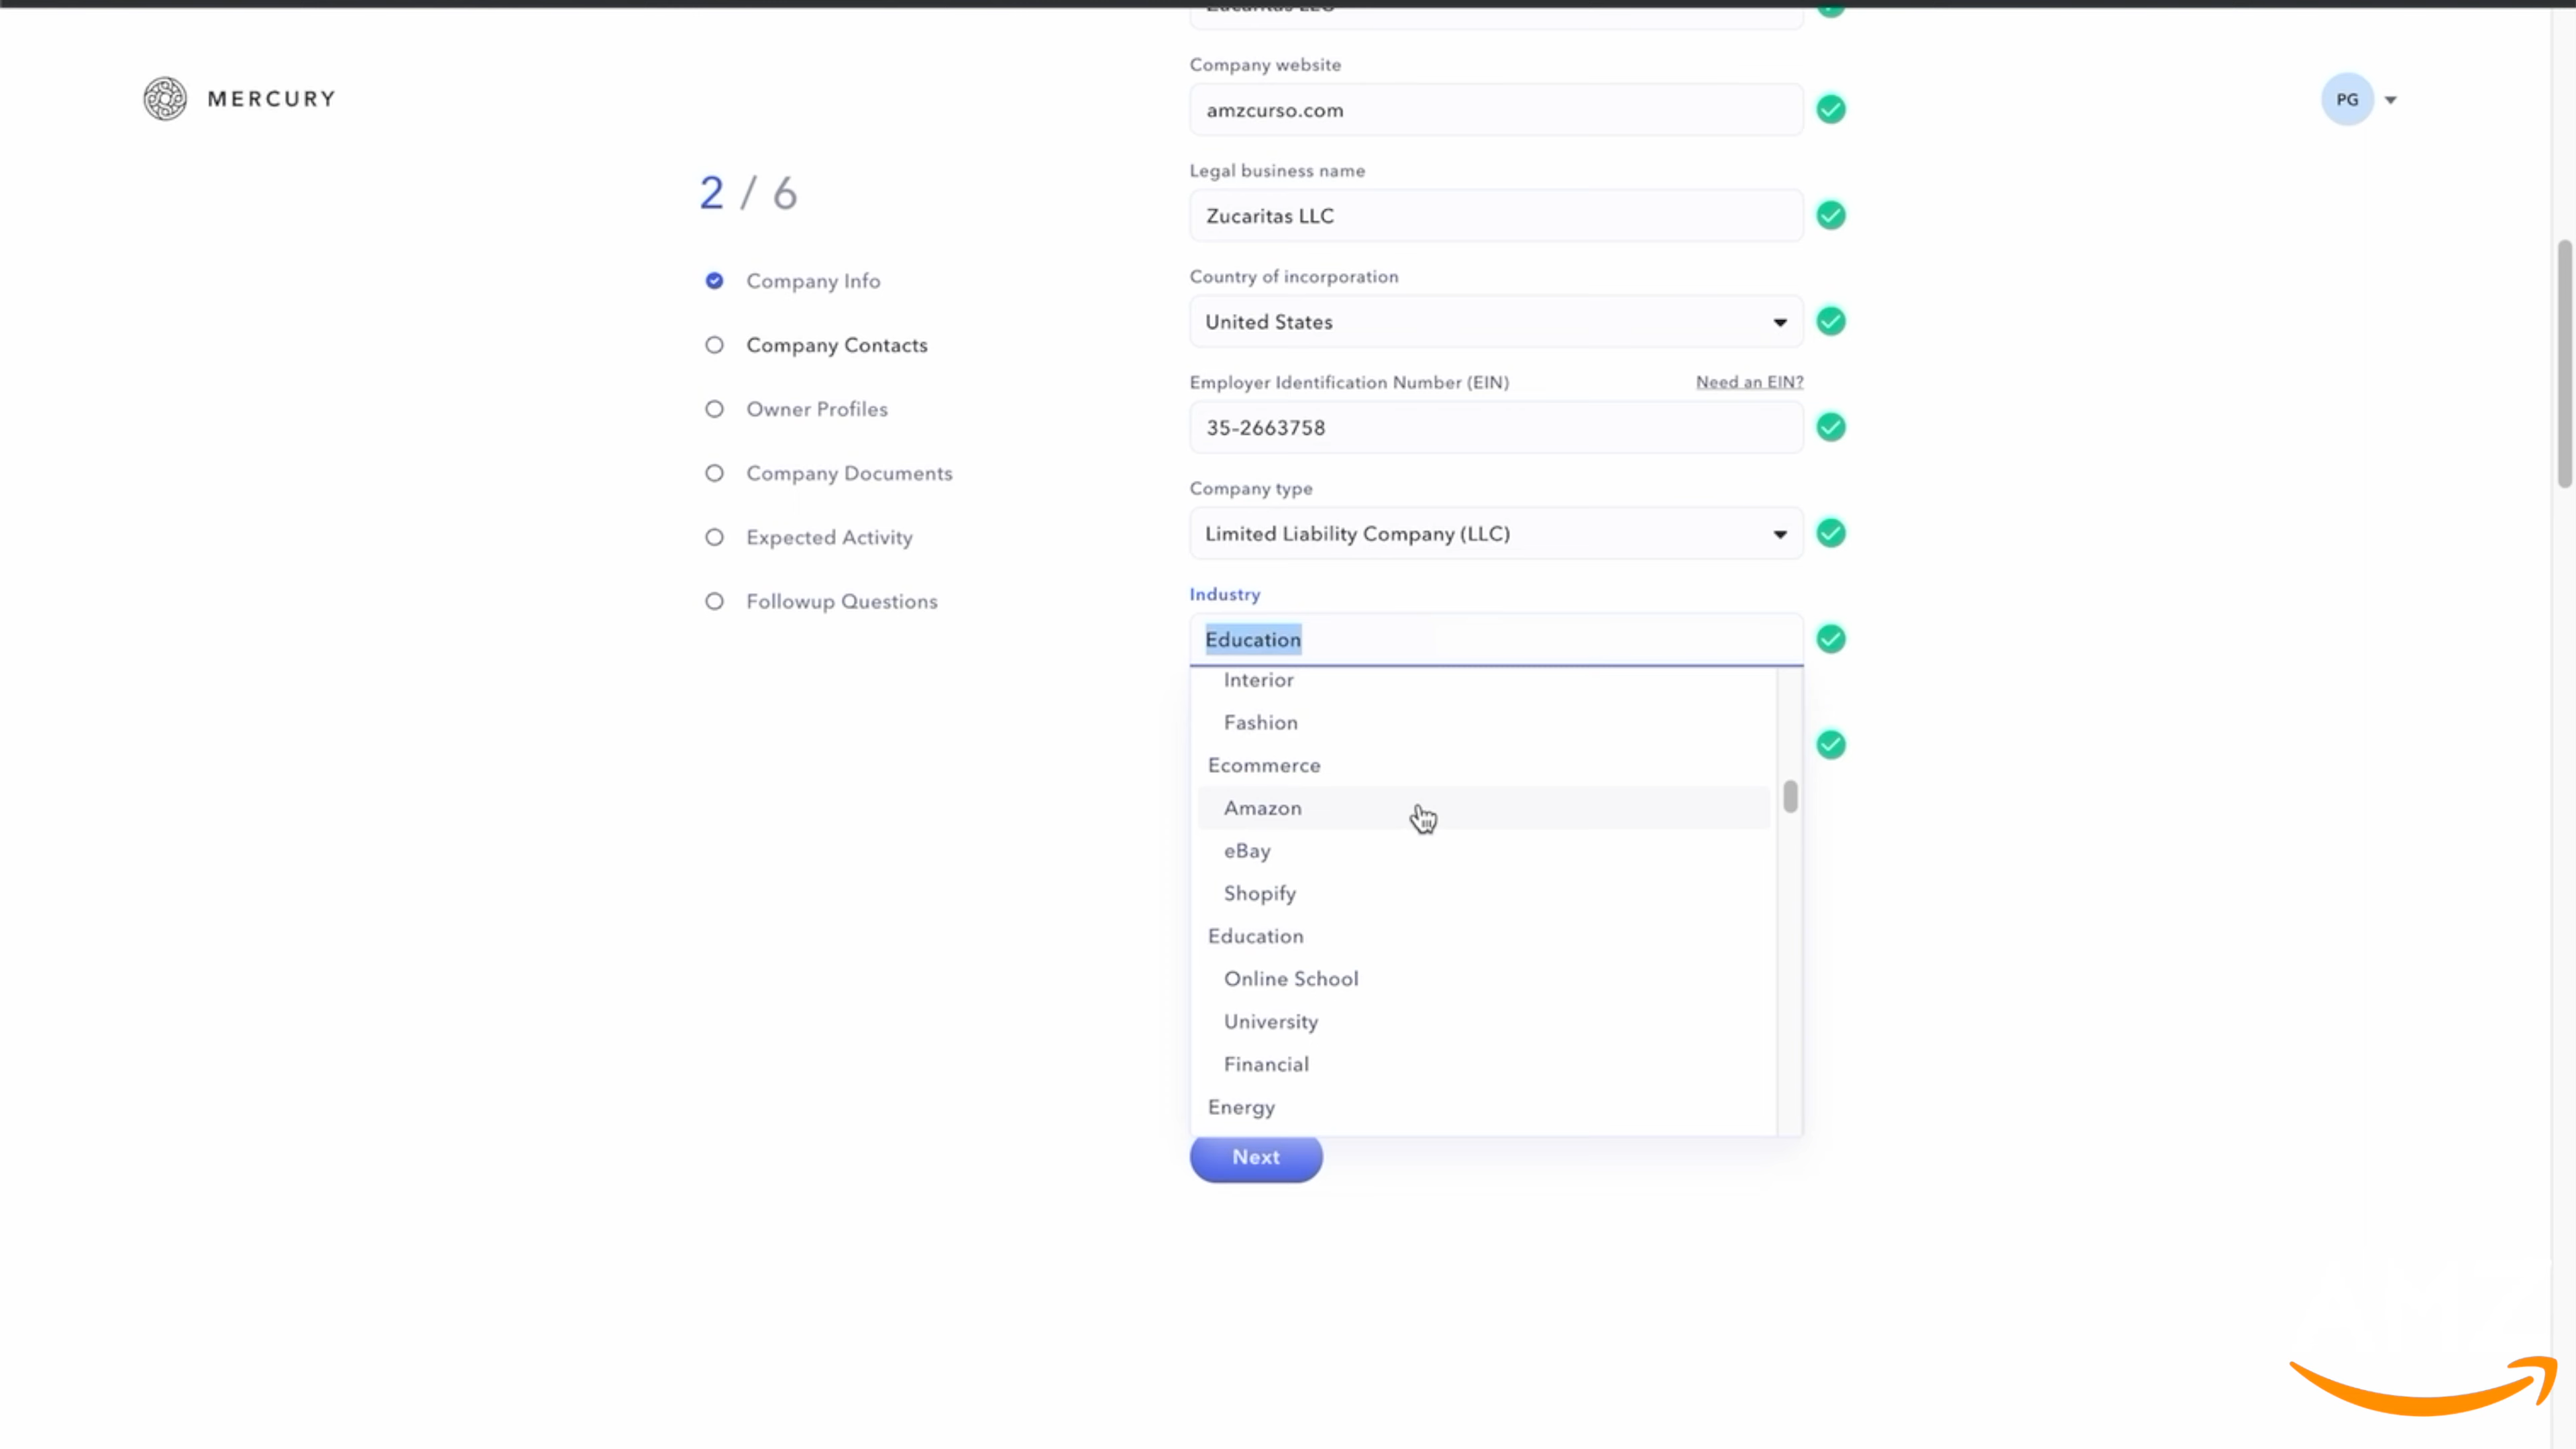 MERCURY
PG
2 / 6
Company Info
Company Contacts
Owner Profiles
Company Documents
Expected Activity
Followup Questions
Company website
amzcurso.com
Legal business name
Zucaritas LLC
Country of incorporation
United States
Employer Identification Number (EIN)
Need an EIN?
35-2663758
Company type
Limited Liability Company (LLC)
Industry
Education
Interior
Fashion
Ecommerce
Amazon
eBay
Shopify
Education
Online School
University
Financial
Energy
Next